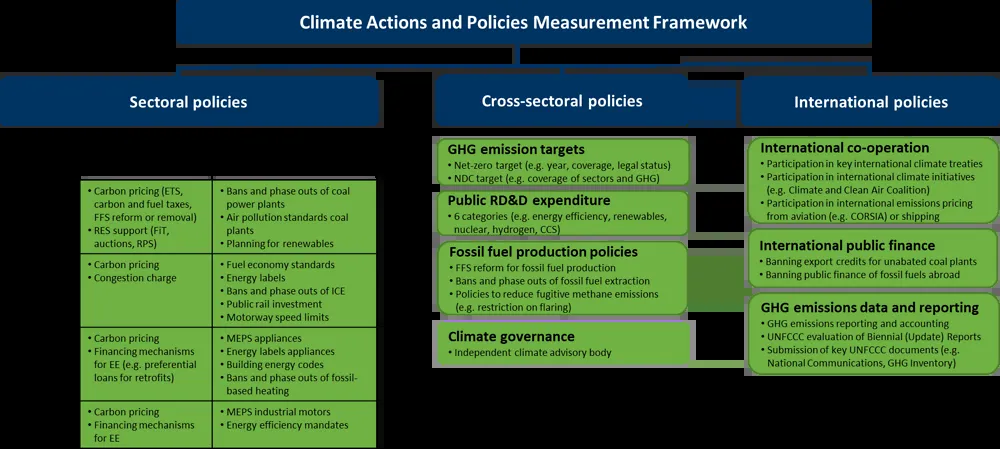 Climate Actions and Policies Measurement Framework
Sectoral policies
• Carbon pricing (ETS,
carbon and fuel taxes,
FFS reform or removal)
• RES support (FiT,
auctions, RPS)
• Bans and phase outs of coal
power plants
• Air pollution standards coal
plants
• Planning for renewables
• Carbon pricing
• Congestion charge
• Fuel economy standards
• Energy labels
• Bans and phase outs of ICE
• Public rail investment
• Motorway speed limits
• Carbon pricing
• Financing mechanisms
for EE (e.g. preferential
loans for retrofits)
• MEPS appliances
• Energy labels appliances
• Building energy codes
• Bans and phase outs of fossil-
based heating
• Carbon pricing
• Financing mechanisms
for EE
• MEPS industrial motors
• Energy efficiency mandates
Cross-sectoral policies
GHG emission targets
• Net-zero target (e.g. year, coverage, legal status)
• NDC target (e.g. coverage of sectors and GHG)
Public RD&D expenditure
• 6 categories (e.g. energy efficiency, renewables,
nuclear, hydrogen, CCS)
Fossil fuel production policies
• FFS reform for fossil fuel production
• Bans and phase outs of fossil fuel extraction
• Policies to reduce fugitive methane emissions
(e.g. restriction on flaring)
Climate governance
• Independent climate advisory body
International policies
International co-operation
• Participation in key international climate treaties
• Participation in international climate initiatives
(e.g. Climate and Clean Air Coalition)
• Participation in international emissions pricing
from aviation (e.g. CORSIA) or shipping
International public finance
• Banning export credits for unabated coal plants
• Banning public finance of fossil fuels abroad
GHG emissions data and reporting
• GHG emissions reporting and accounting
• UNFCCC evaluation of Biennial (Update) Reports
• Submission of key UNFCCC documents (e.g.
National Communications, GHG Inventory)